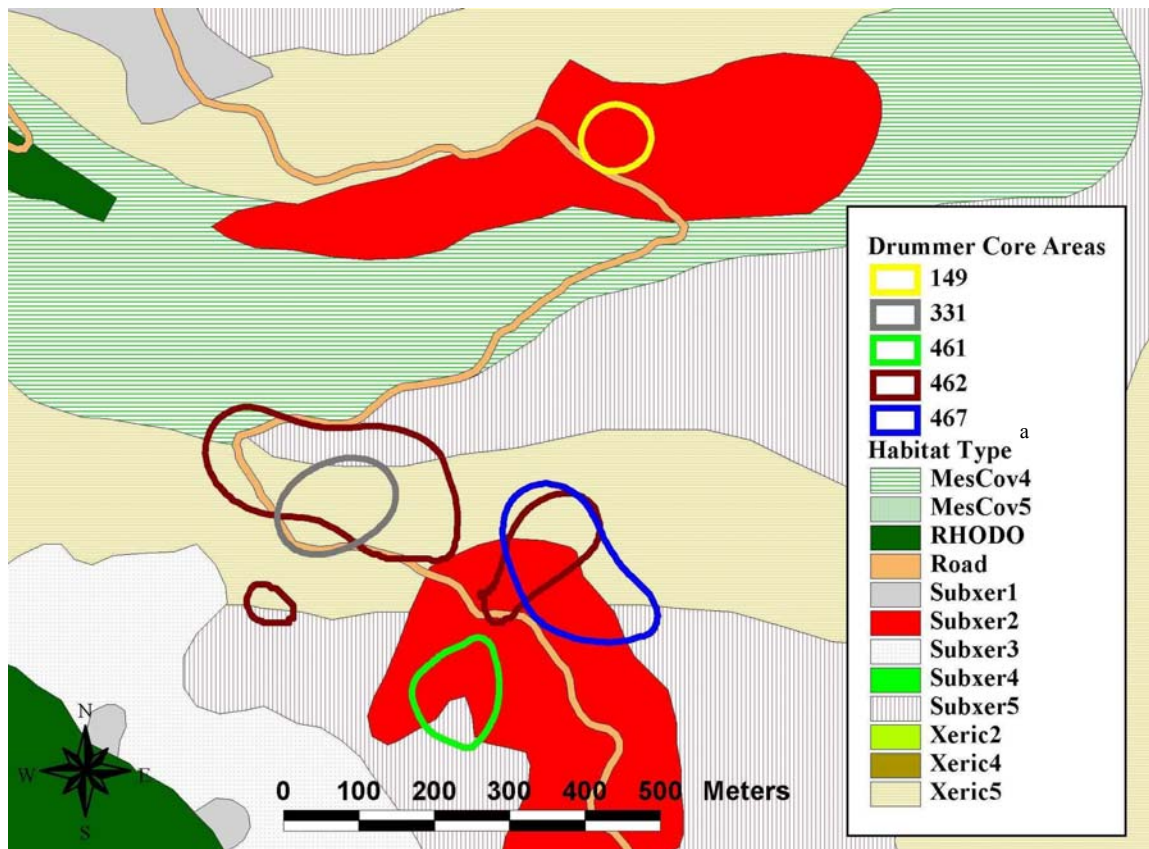 Drummer Core Areas
149
331
461
462
467
a
Habitat Type
MesCov4
MesCov5
RHODO
Road
Subxer1
Subxer2
Subxer3
Subxer4
Subxer5
Xeric2
Xeric4
Xeric5
N
W E
S
0 100 200 300 400 500 Meters